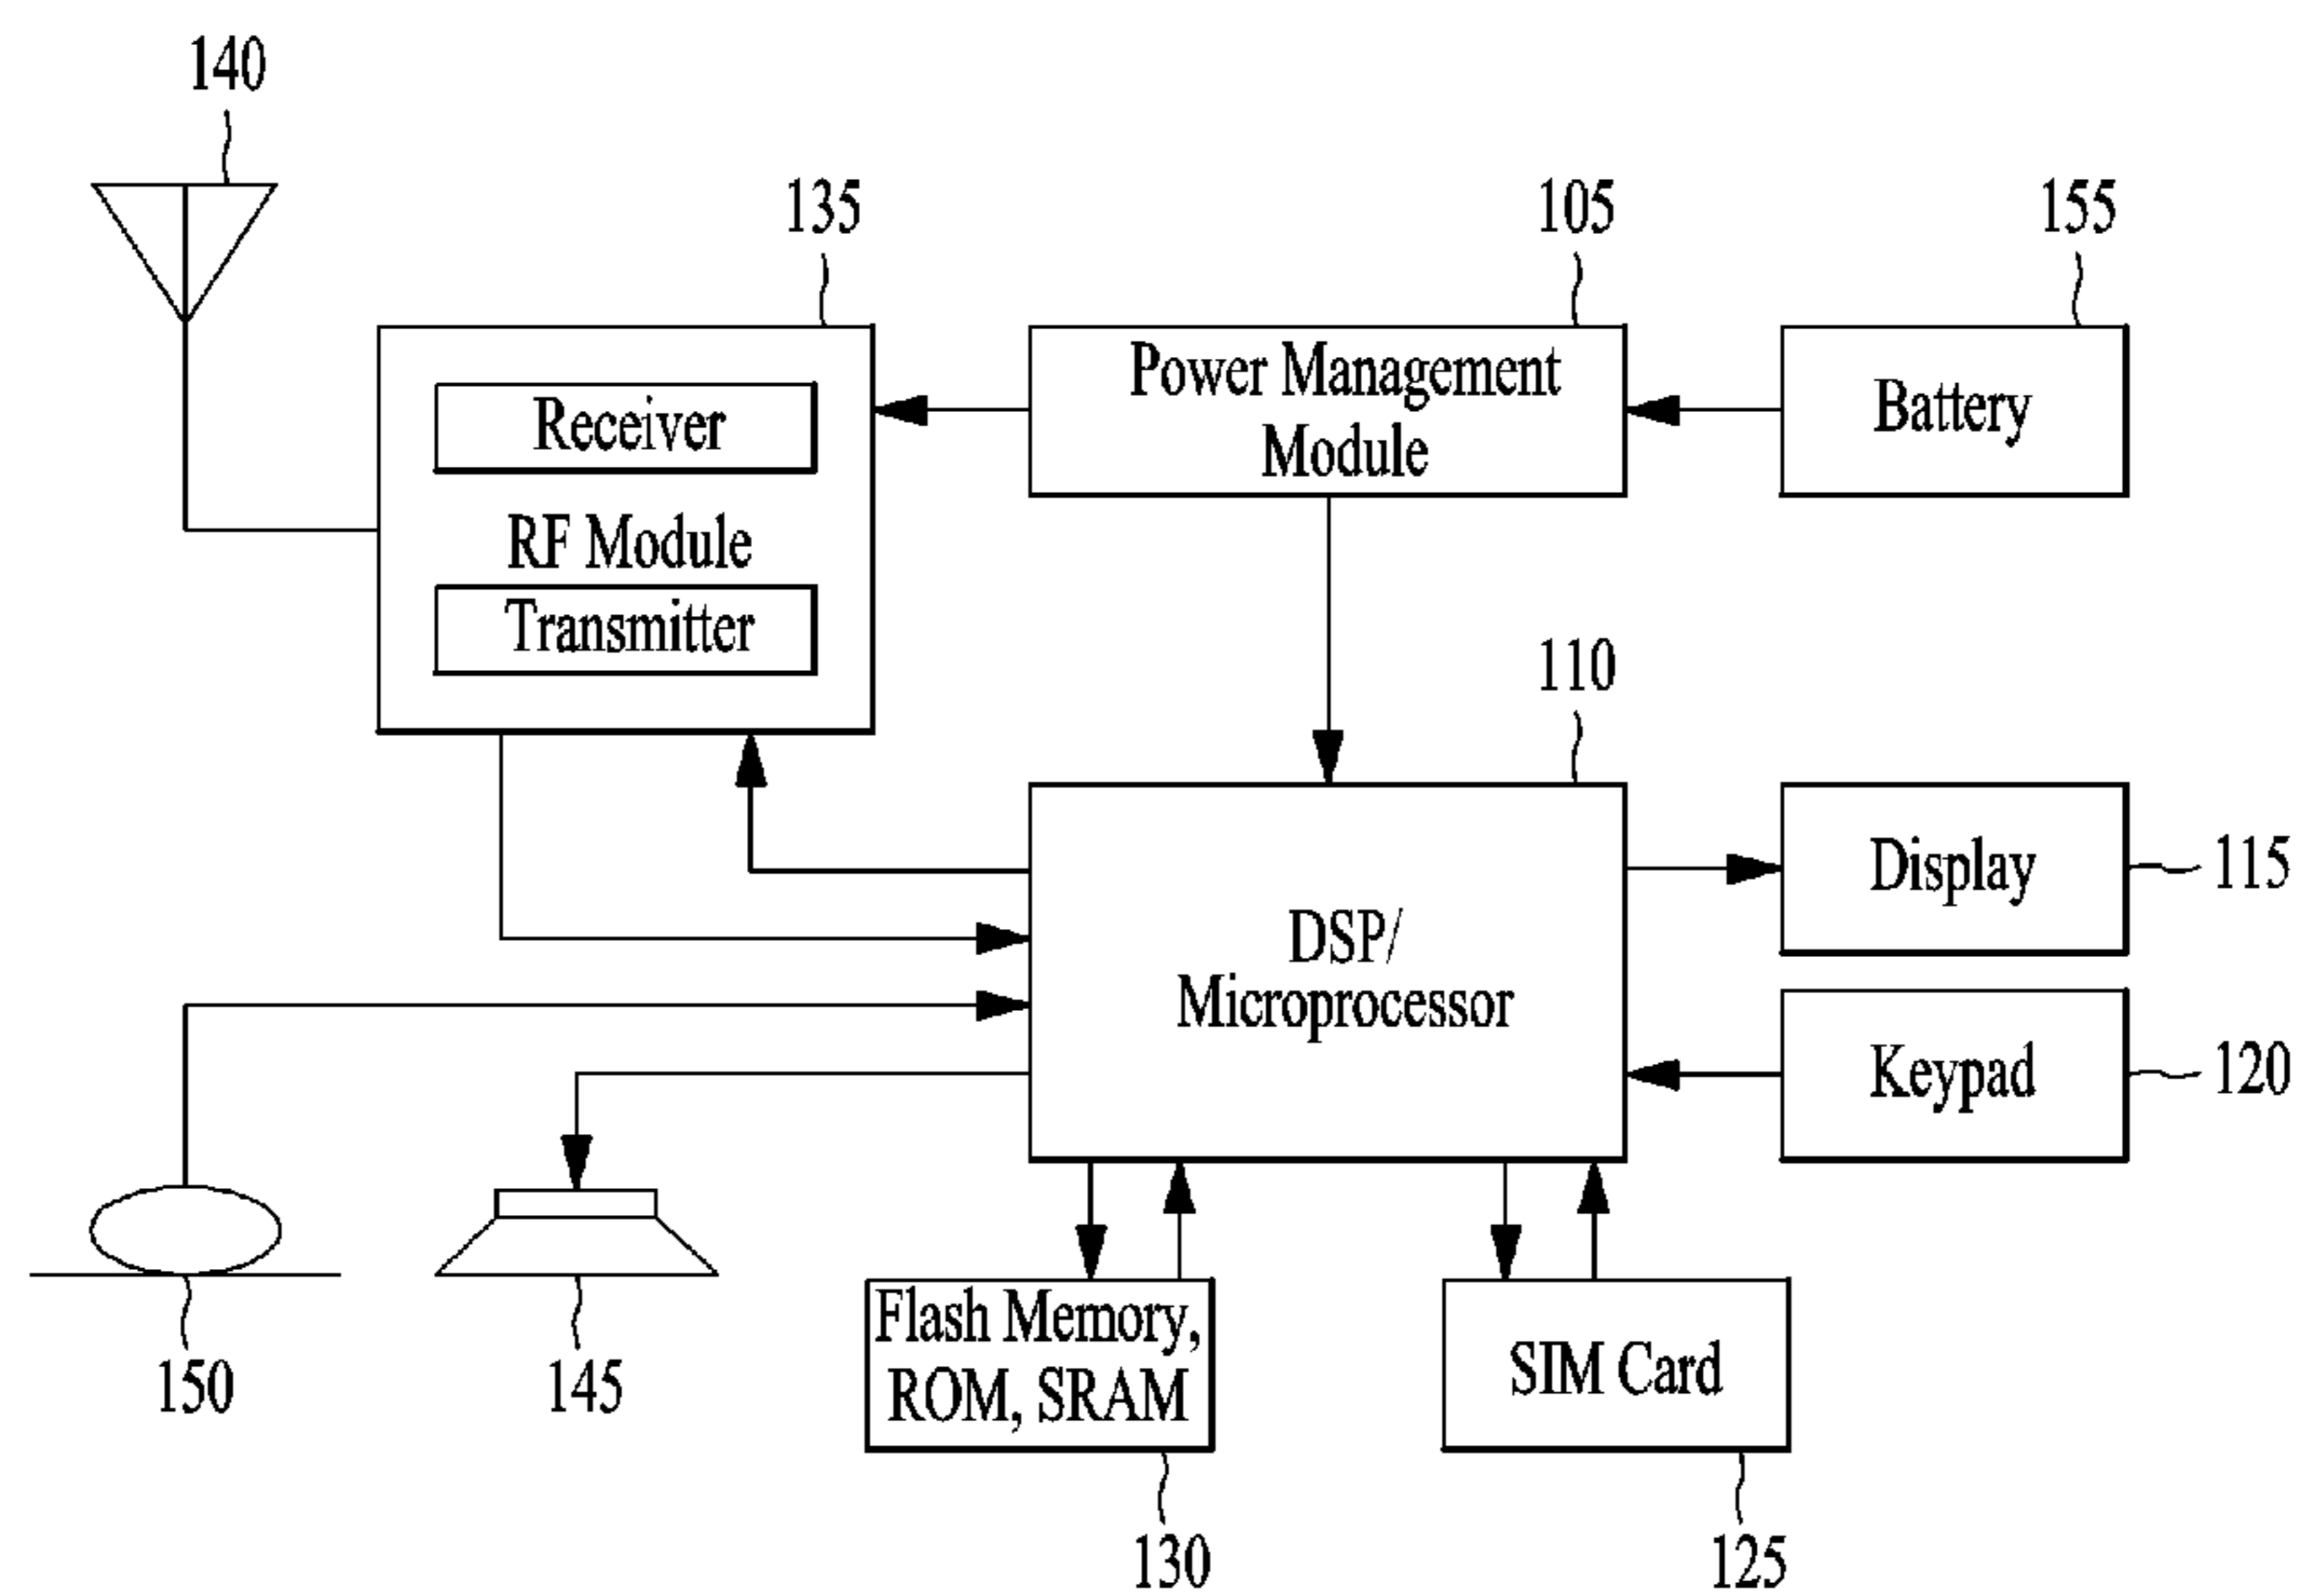 140
135
105
155
Power Management
Module
Battery
Receiver
RF Module
Transmitter
110
DSP/
Microprocessor
Display
115
Keypad
120
Flash Memory,
ROM, SRAM
SIM Card
150
145
130
125